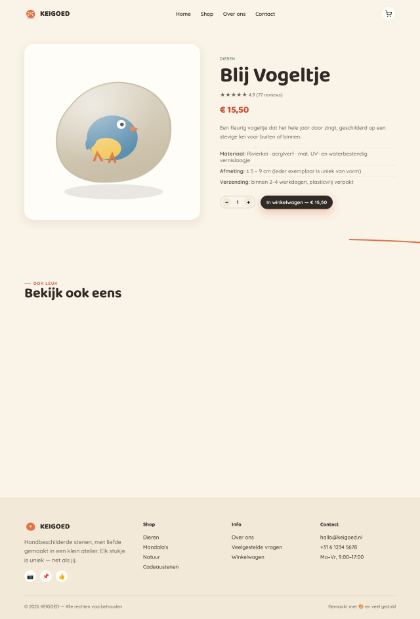 KEIGOED
Home Shop Over ons Contact
DIEREN
Blij Vogeltje
★★★★★ 4.9 (77 reviews)
€ 15,50
Een fleurig vogeltje dat het hele jaar door zingt, geschilderd op een
stevige kei voor buiten of binnen.
Materiaal: Rivierkei · acrylverf · mat, UV- en waterbestendig
vernislaagje
Afmeting: ± 5 – 9 cm (ieder exemplaar is uniek van vorm)
Verzending: binnen 2–4 werkdagen, plasticvrij verpakt
− 1 +
In winkelwagen — € 15,50
— OOK LEUK
Bekijk ook eens
KEIGOED
Handbeschilderde stenen, met liefde
gemaakt in een klein atelier. Elk stukje
is uniek — net als jij.
Shop
Dieren
Mandala's
Naturen
Cadeaustenen
Info
Over ons
Veelgestelde vragen
Winkelwagen
Contact
hallo@keigoed.nl
+31 6 1234 5678
Ma–Vr, 9:00–17:00
© 2025 KEIGOED — Alle rechten voorbehouden
Gemaakt met 🎨 en veel geduld